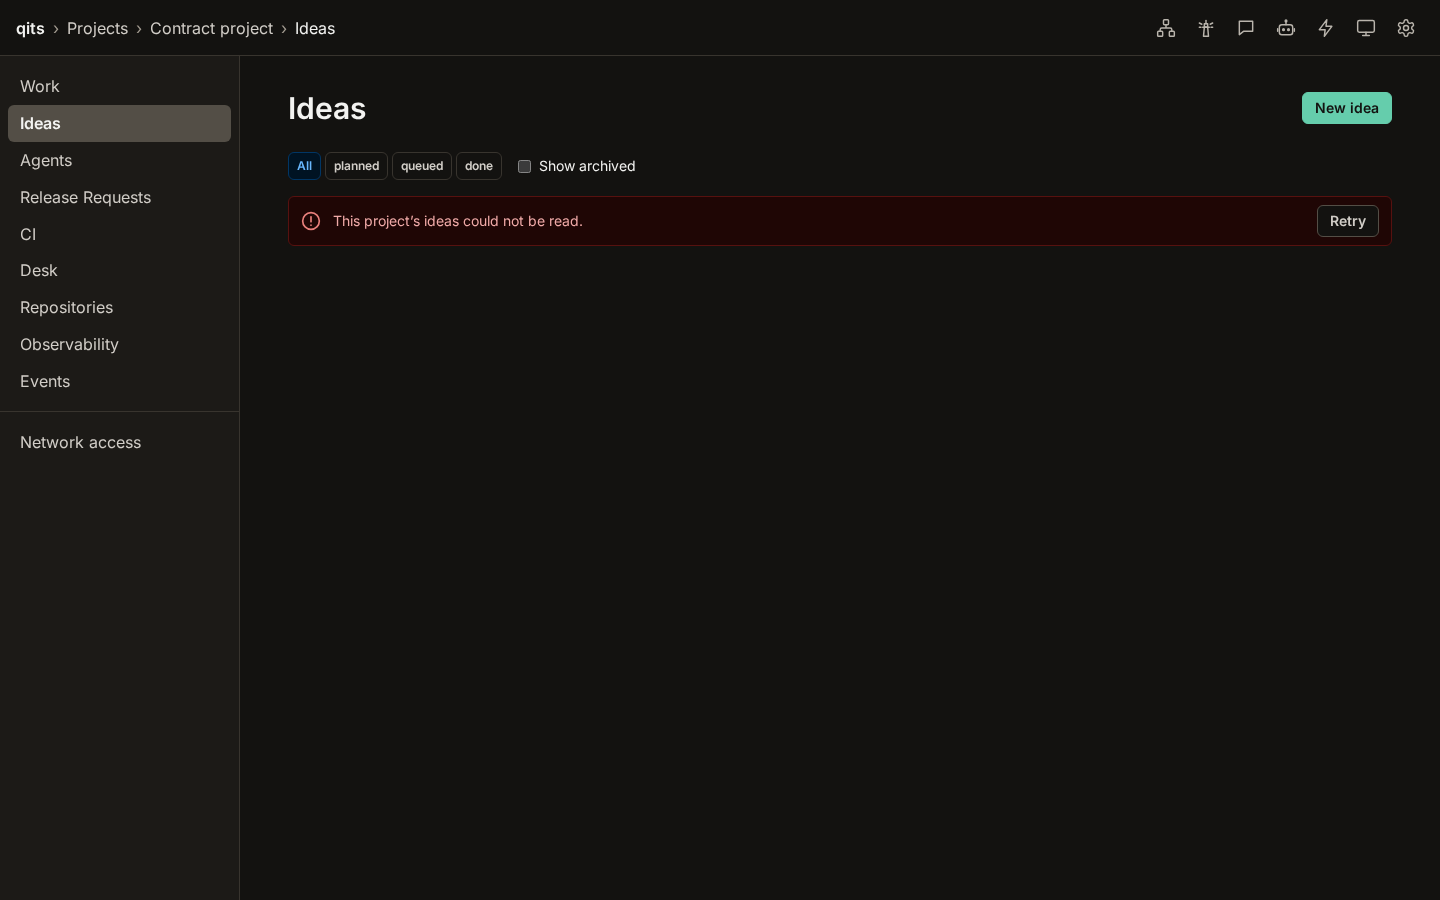 qits › Projects › Contract project › Ideas
Work
Ideas
Agents
Release Requests
CI
Desk
Repositories
Observability
Events
Network access
Ideas
New idea
All planned queued done Show archived
This project’s ideas could not be read.
Retry